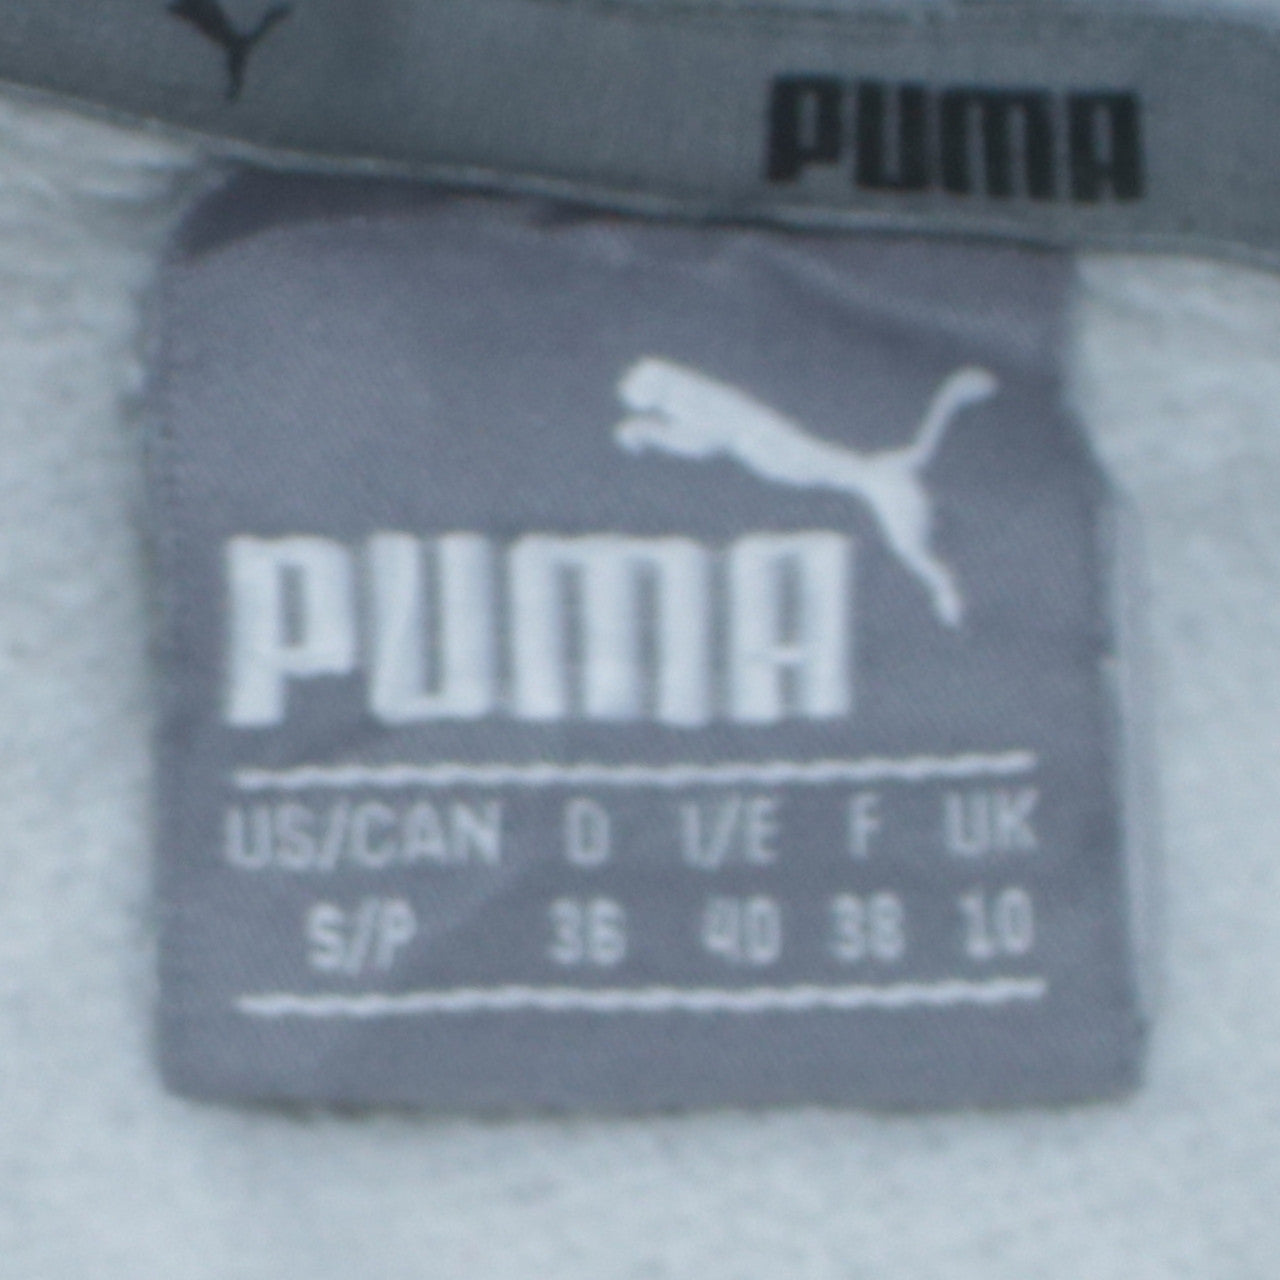 PUMA
PUMA
US/CAN D I/E F UK
S/P 36 40 38 10